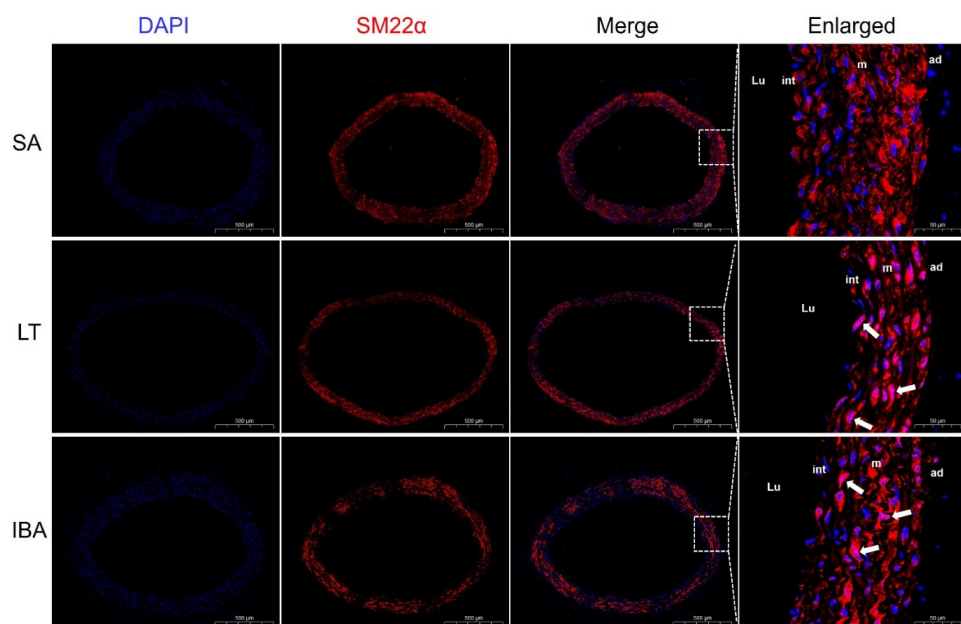 DAPI SM22α Merge Enlarged
SA
Lu int m ad
500 µm 500 µm 500 µm 50 µm
LT
int m ad
Lu
500 µm 500 µm 500 µm 50 µm
IBA
int m ad
Lu
500 µm 500 µm 500 µm 50 µm